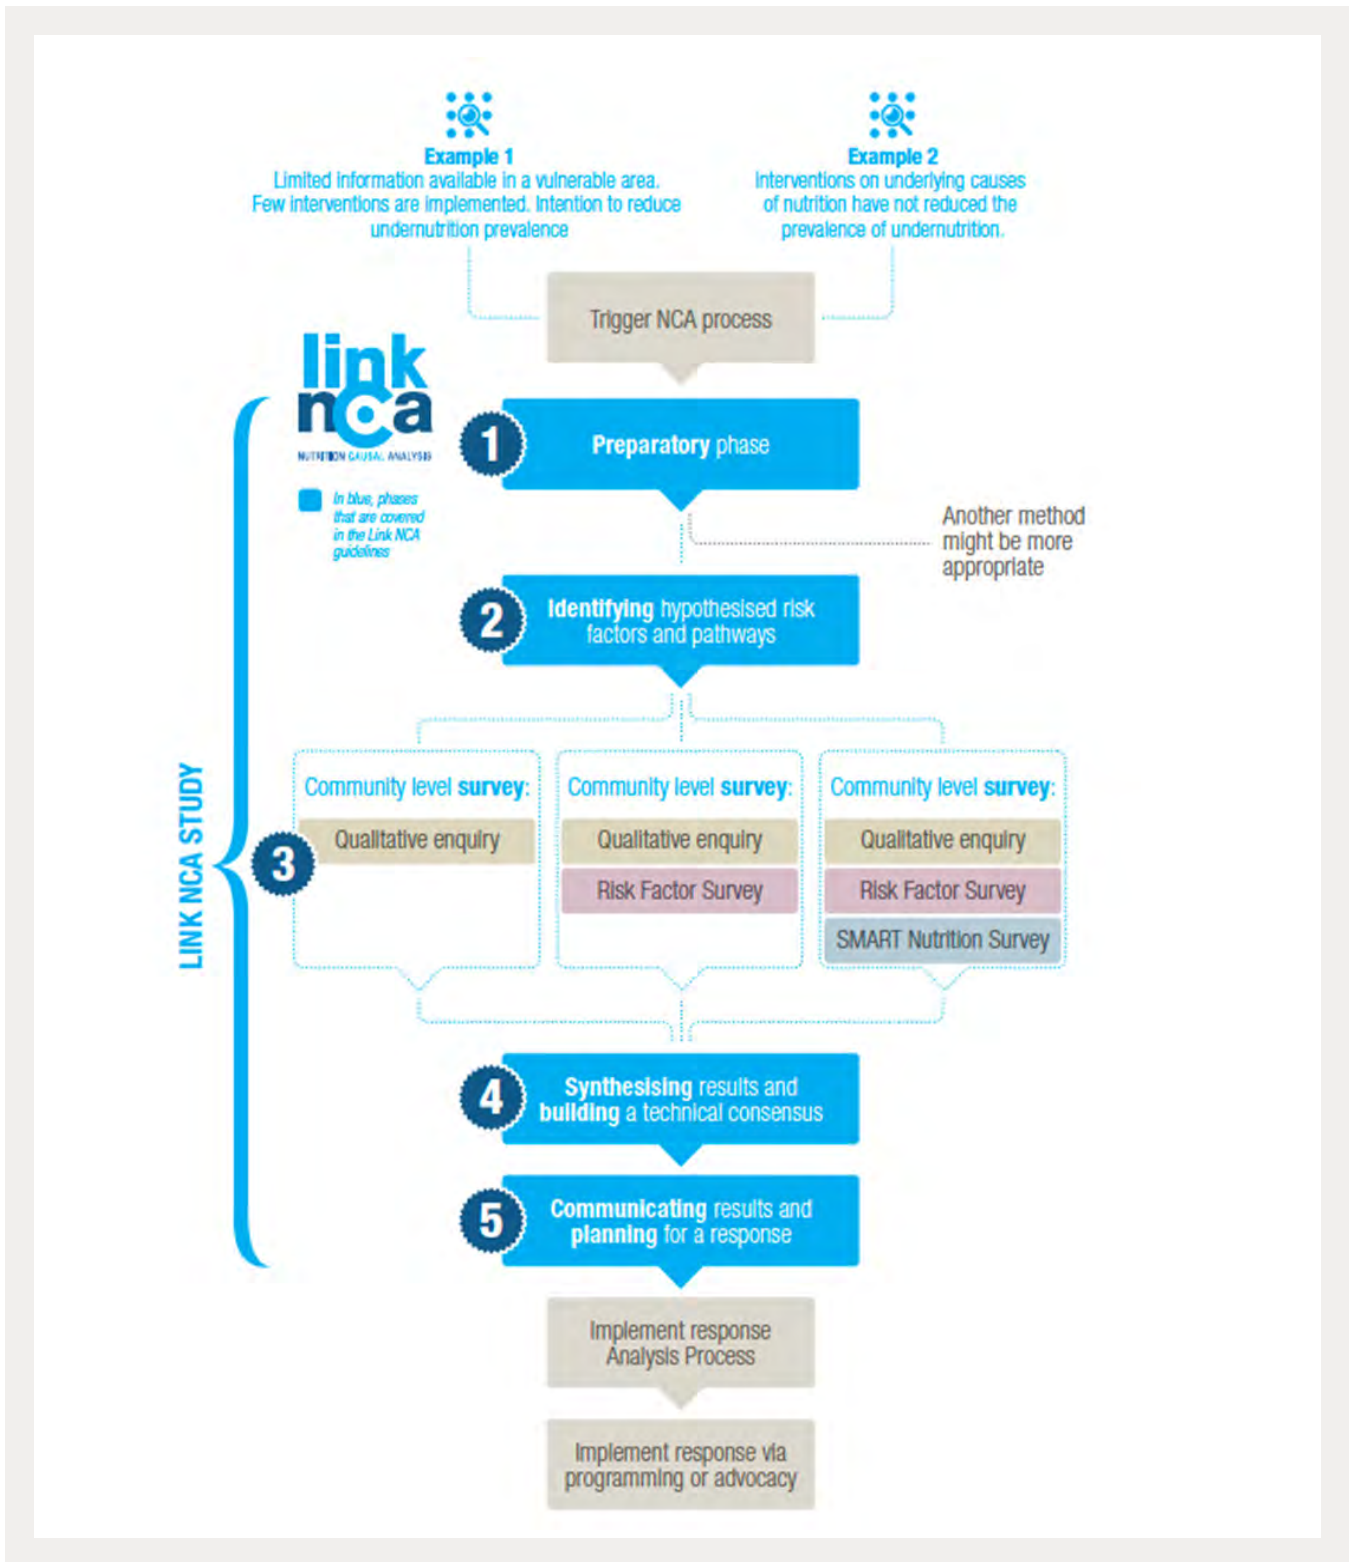 Example 1
Limited information available in a vulnerable area.
Few interventions are implemented. Intention to reduce
undernutrition prevalence
Example 2
Interventions on underlying causes
of nutrition have not reduced the
prevalence of undernutrition.
Trigger NCA process
link
nca
NUTRITION CAUSAL ANALYSIS
In blue, phases
that are covered
in the Link NCA
guidelines
LINK NCA STUDY
1
Preparatory phase
Another method
might be more
appropriate
2
Identifying hypothesised risk
factors and pathways
3
Community level survey:
Qualitative enquiry
Community level survey:
Qualitative enquiry
Risk Factor Survey
Community level survey:
Qualitative enquiry
Risk Factor Survey
SMART Nutrition Survey
4
Synthesising results and
building a technical consensus
5
Communicating results and
planning for a response
Implement response
Analysis Process
Implement response via
programming or advocacy